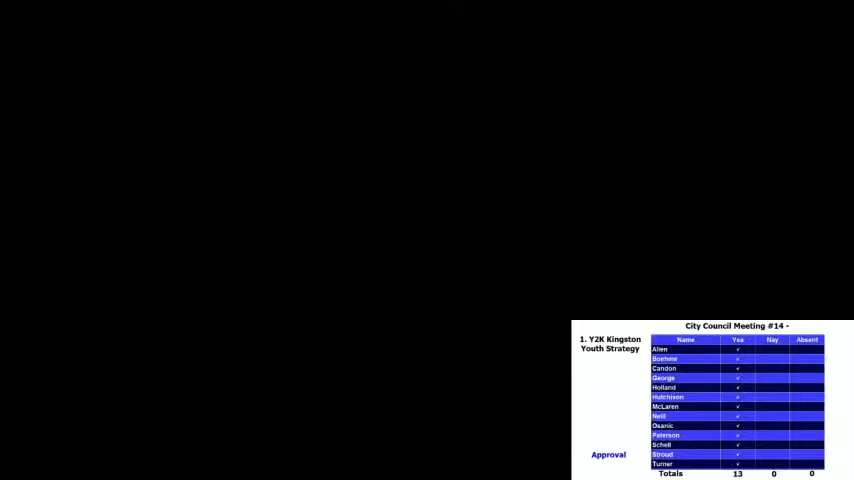 City Council Meeting #14 -
1. Y2K Kingston
Youth Strategy
Name Yea Nay Absent
Allen ✓
Boehme ✓
Candon ✓
George ✓
Holland ✓
Hutchison ✓
McLaren ✓
Neill ✓
Osanic ✓
Paterson ✓
Schell ✓
Stroud ✓
Turner ✓
Approval
Totals 13 0 0